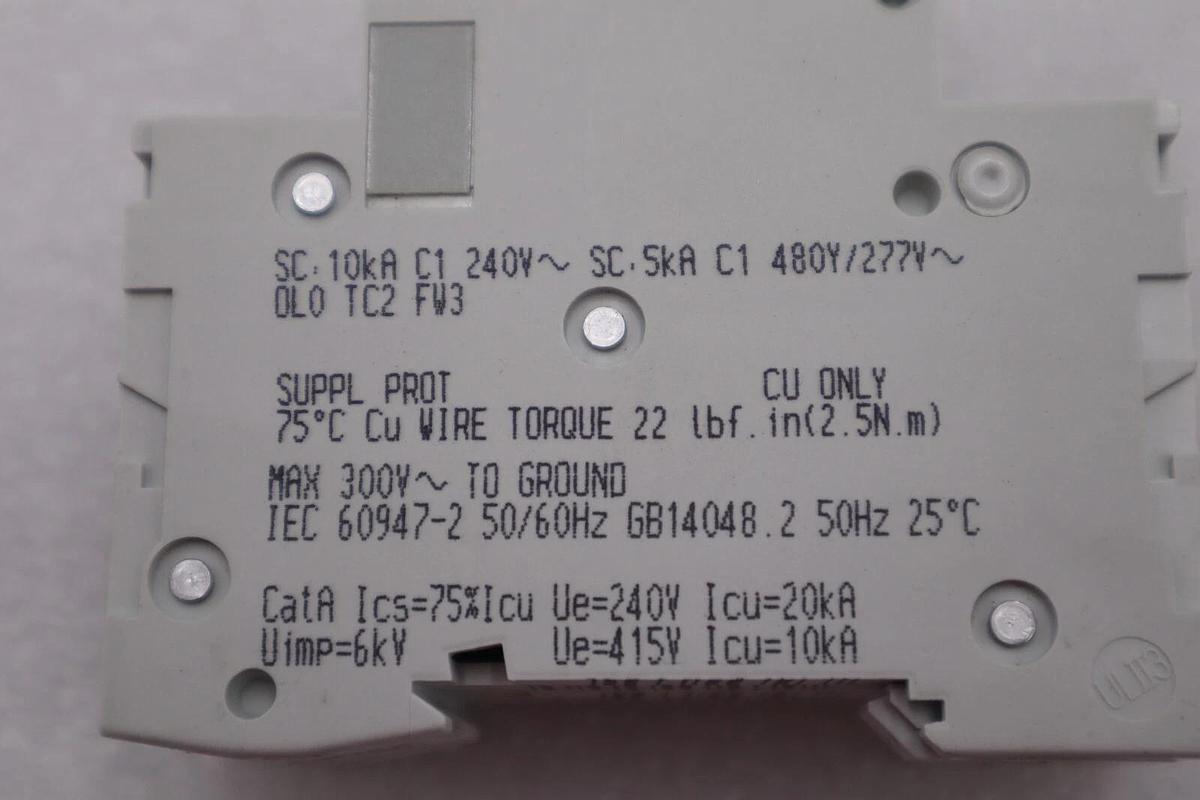 SC:10kA C1 240V~ SC:5kA C1 480Y/277V~
OL0 TC2 FW3
SUPPL PROT CU ONLY
75°C Cu WIRE TORQUE 22 lbf.in(2.5N.m)
MAX 300V~ TO GROUND
IEC 60947-2 50/60Hz GB14048.2 50Hz 25°C
CatA Ics=75%Icu Ue=240V Icu=20kA
Uimp=6kV Ue=415V Icu=10kA